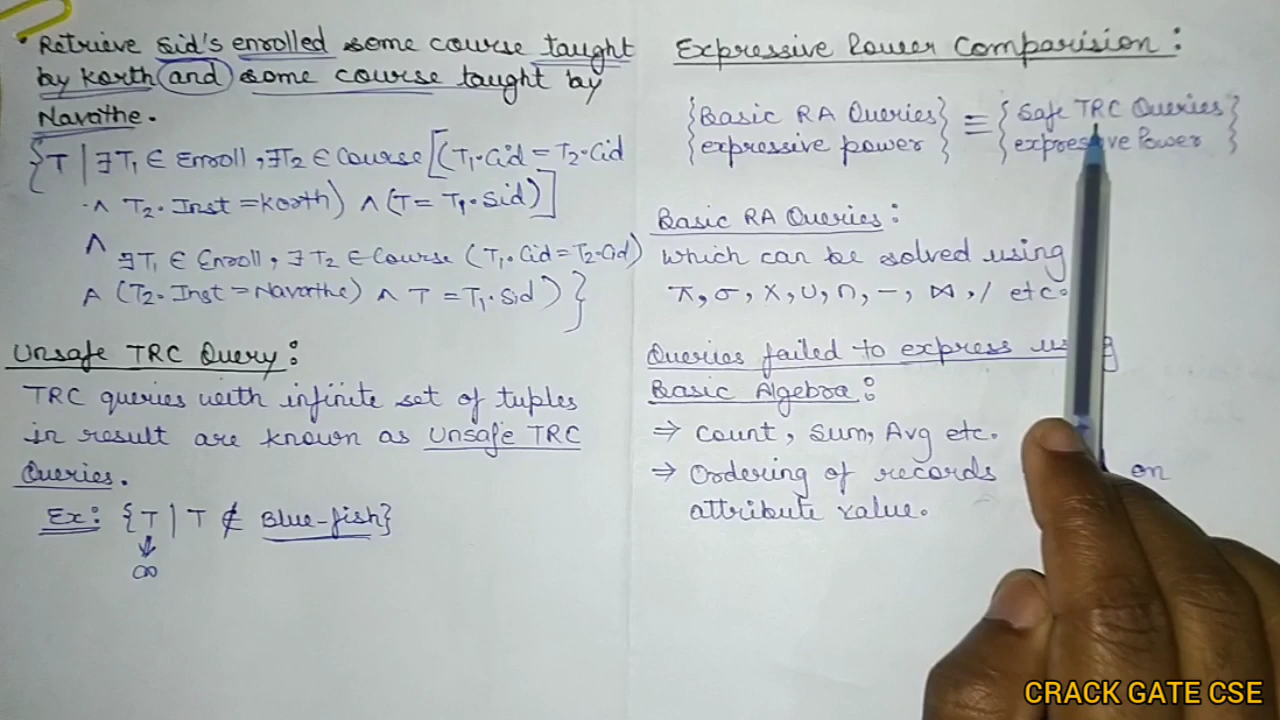 • Retrieve sid's enrolled some course taught
by Korth and some course taught by
Navathe.
{T | ∃T₁ ∈ Enroll, ∃T₂ ∈ Course [(T₁.Cid = T₂.Cid
∧ T₂.Inst = Korth) ∧ (T = T₁.Sid)]
∧
∃T₁ ∈ Enroll, ∃T₂ ∈ Course (T₁.Cid = T₂.Cid)
∧ (T₂.Inst = Navathe) ∧ T = T₁.Sid)}
Unsafe TRC Query:
TRC queries with infinite set of tuples
in result are known as Unsafe TRC
Queries.
Ex: {T | T ∉ Blue-fish}
↓
∞
Expressive Power Comparision:
{Basic RA Queries expressive power} ≡ {Safe TRC Queries expressive Power}
Basic RA Queries:
Which can be solved using
π, σ, X, ∪, ∩, −, ⋈, / etc.
Queries failed to express
Basic Algebra:
⇒ Count, Sum, Avg etc.
⇒ Ordering of records on
attribute value.
CRACK GATE CSE